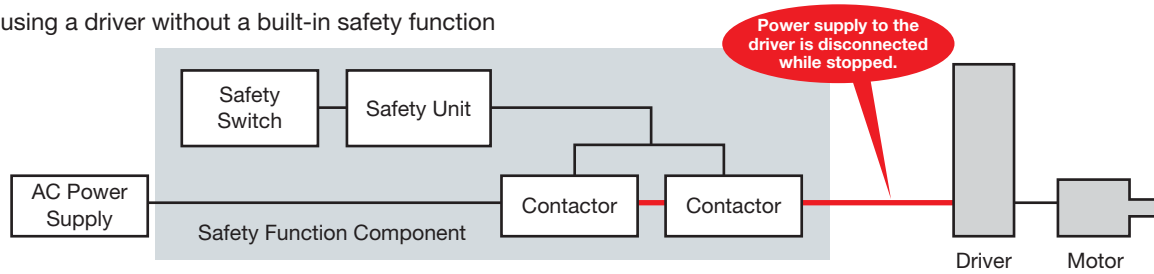 using a driver without a built-in safety function
Power supply to the
driver is disconnected
while stopped.
Safety
Switch
Safety Unit
AC Power
Supply
Contactor
Contactor
Safety Function Component
Driver
Motor